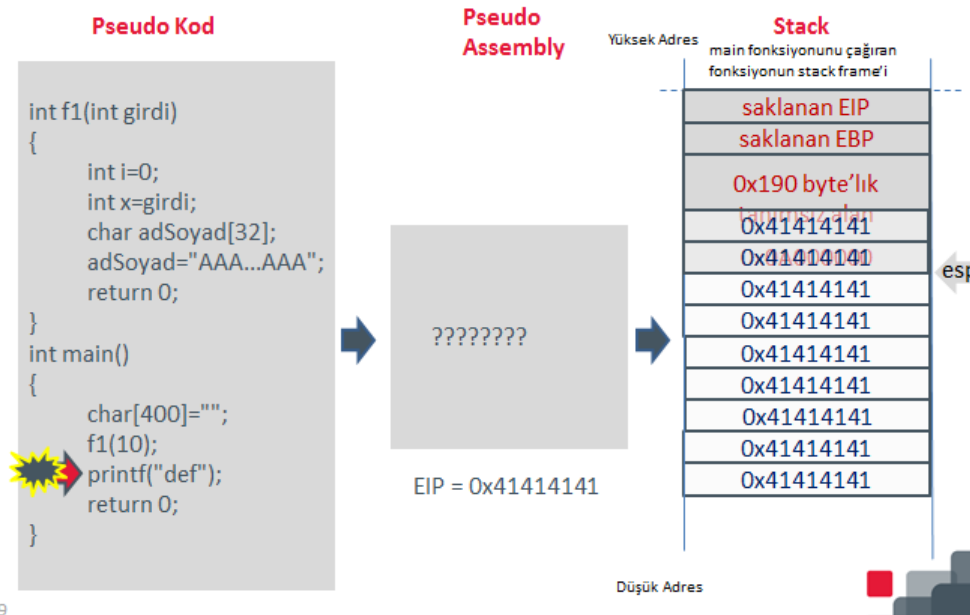 Pseudo Kod
int f1(int girdi)
{
int i=0;
int x=girdi;
char adSoyad[32];
adSoyad="AAA...AAA";
return 0;
}
int main()
{
char[400]="";
f1(10);
printf("def");
return 0;
}
Pseudo
Assembly
????????
EIP = 0x41414141
Yüksek Adres
Stack
main fonksiyonunu çağıran
fonksiyonun stack frame'i
saklanan EIP
saklanan EBP
0x190 byte'lık
tanımsız alan
0x41414141
0x41414141
0x41414141
0x41414141
0x41414141
0x41414141
0x41414141
0x41414141
0x41414141
esp
Düşük Adres
9